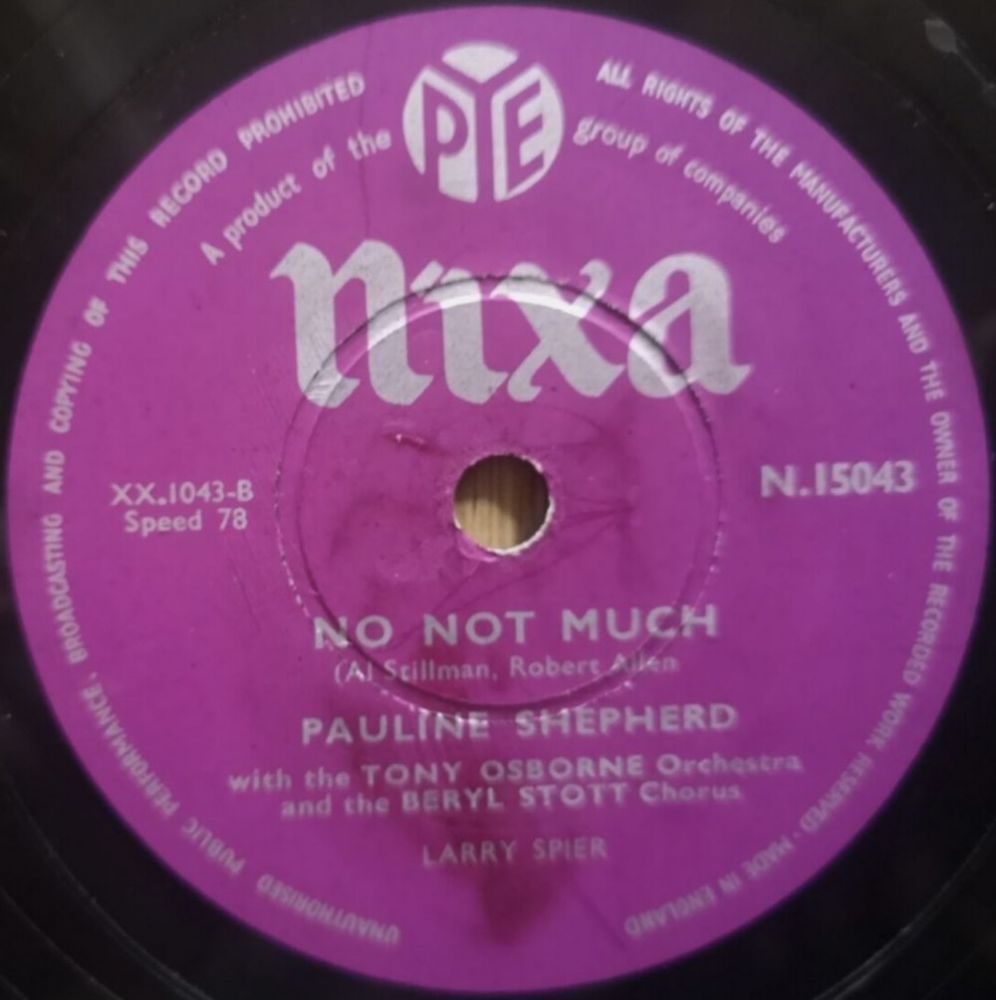 UNAUTHORISED PUBLIC PERFORMANCE, BROADCASTING AND COPYING OF THIS RECORD PROHIBITED
ALL RIGHTS OF THE MANUFACTURERS AND THE OWNER OF THE RECORDED WORK RESERVED · MADE IN ENGLAND
A product of the
PYE
group of companies
nixa
XX.1043-B
Speed 78
N.15043
NO NOT MUCH
(Al Stillman, Robert Allen
PAULINE SHEPHERD
with the TONY OSBORNE Orchestra
and the BERYL STOTT Chorus
LARRY SPIER